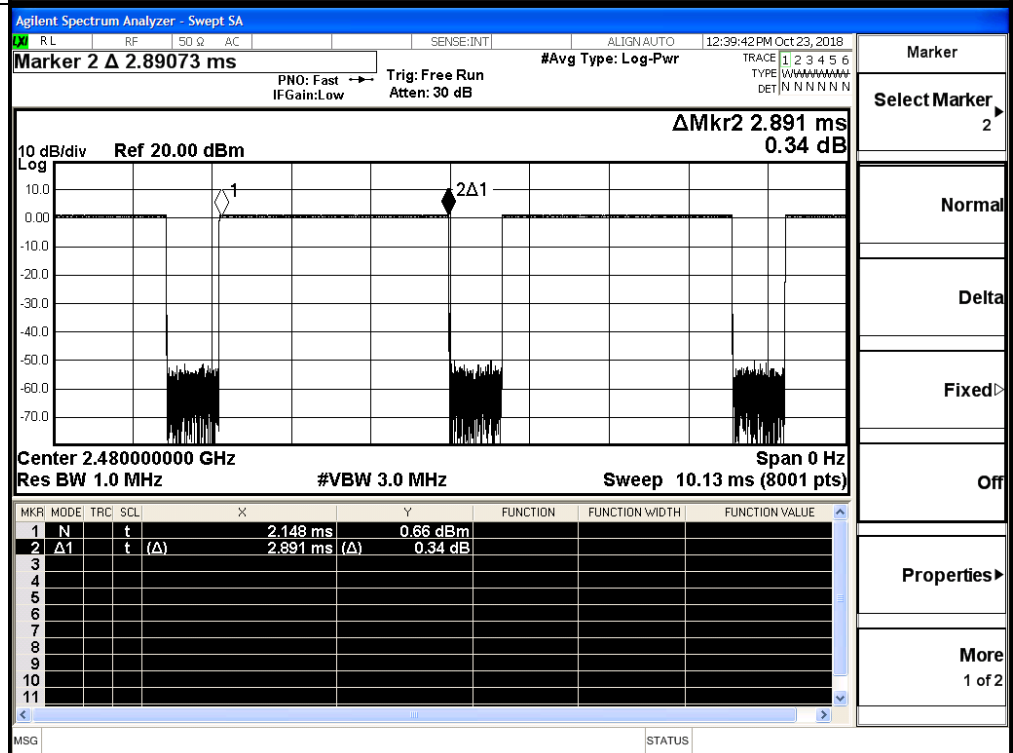 Agilent Spectrum Analyzer - Swept SA
LXI RL RF 50 Ω AC SENSE:INT ALIGN AUTO 12:39:42 PM Oct 23, 2018
Marker 2 Δ 2.89073 ms
#Avg Type: Log-Pwr
TRACE 1 2 3 4 5 6
TYPE WWWWWW
DET N N N N N N
PNO: Fast
IFGain:Low
Trig: Free Run
Atten: 30 dB
ΔMkr2 2.891 ms
0.34 dB
10 dB/div Ref 20.00 dBm
Log
10.0
0.00
-10.0
-20.0
-30.0
-40.0
-50.0
-60.0
-70.0
1
2Δ1
Center 2.480000000 GHz Span 0 Hz
Res BW 1.0 MHz #VBW 3.0 MHz Sweep 10.13 ms (8001 pts)
MKR MODE TRC SCL X Y FUNCTION FUNCTION WIDTH FUNCTION VALUE
1 N t 2.148 ms 0.66 dBm
2 Δ1 t (Δ) 2.891 ms (Δ) 0.34 dB
3
4
5
6
7
8
9
10
11
MSG STATUS
Marker
Select Marker
2
Normal
Delta
Fixed
Off
Properties
More
1 of 2